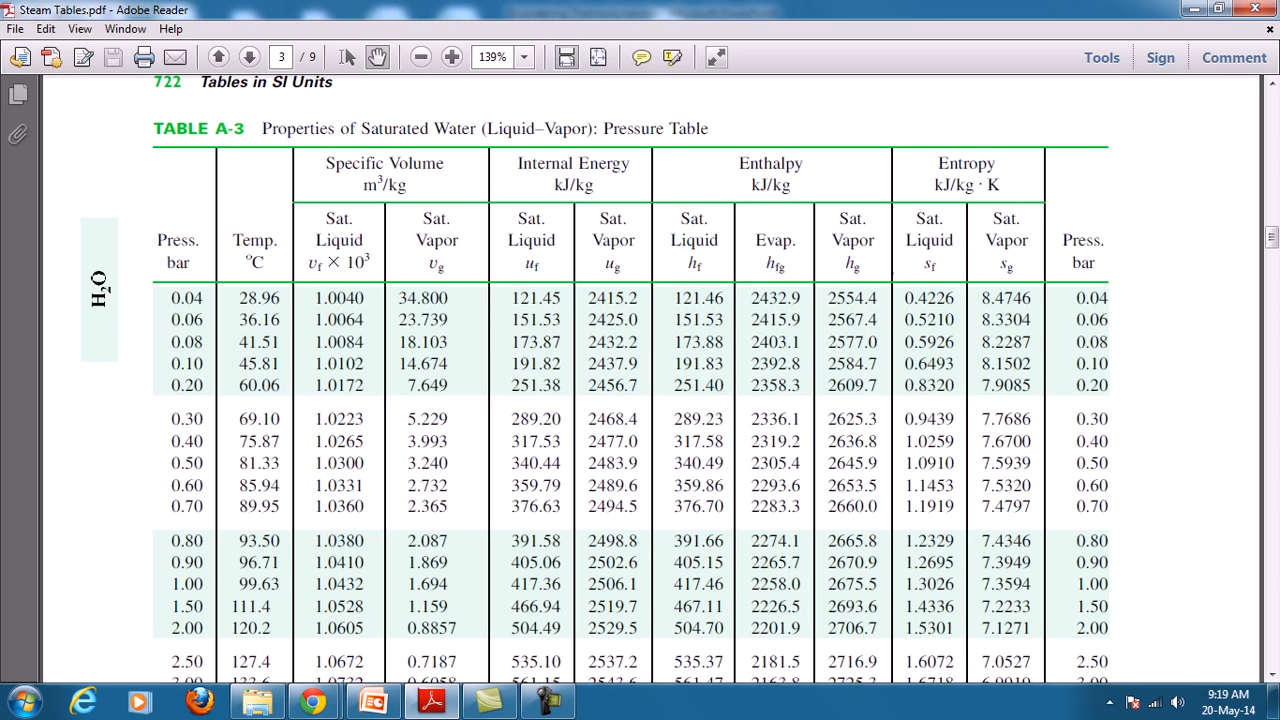 Steam Tables.pdf - Adobe Reader
File Edit View Window Help
3 / 9 139% Tools Sign Comment
722 Tables in SI Units
TABLE A-3 Properties of Saturated Water (Liquid–Vapor): Pressure Table
Specific Volume Internal Energy Enthalpy Entropy
m³/kg kJ/kg kJ/kg kJ/kg · K
Sat. Sat. Sat. Sat. Sat. Sat. Sat. Sat.
Press. Temp. Liquid Vapor Liquid Vapor Liquid Evap. Vapor Liquid Vapor Press.
bar °C vf × 10³ vg uf ug hf hfg hg sf sg bar
H₂O
0.04 28.96 1.0040 34.800 121.45 2415.2 121.46 2432.9 2554.4 0.4226 8.4746 0.04
0.06 36.16 1.0064 23.739 151.53 2425.0 151.53 2415.9 2567.4 0.5210 8.3304 0.06
0.08 41.51 1.0084 18.103 173.87 2432.2 173.88 2403.1 2577.0 0.5926 8.2287 0.08
0.10 45.81 1.0102 14.674 191.82 2437.9 191.83 2392.8 2584.7 0.6493 8.1502 0.10
0.20 60.06 1.0172 7.649 251.38 2456.7 251.40 2358.3 2609.7 0.8320 7.9085 0.20
0.30 69.10 1.0223 5.229 289.20 2468.4 289.23 2336.1 2625.3 0.9439 7.7686 0.30
0.40 75.87 1.0265 3.993 317.53 2477.0 317.58 2319.2 2636.8 1.0259 7.6700 0.40
0.50 81.33 1.0300 3.240 340.44 2483.9 340.49 2305.4 2645.9 1.0910 7.5939 0.50
0.60 85.94 1.0331 2.732 359.79 2489.6 359.86 2293.6 2653.5 1.1453 7.5320 0.60
0.70 89.95 1.0360 2.365 376.63 2494.5 376.70 2283.3 2660.0 1.1919 7.4797 0.70
0.80 93.50 1.0380 2.087 391.58 2498.8 391.66 2274.1 2665.8 1.2329 7.4346 0.80
0.90 96.71 1.0410 1.869 405.06 2502.6 405.15 2265.7 2670.9 1.2695 7.3949 0.90
1.00 99.63 1.0432 1.694 417.36 2506.1 417.46 2258.0 2675.5 1.3026 7.3594 1.00
1.50 111.4 1.0528 1.159 466.94 2519.7 467.11 2226.5 2693.6 1.4336 7.2233 1.50
2.00 120.2 1.0605 0.8857 504.49 2529.5 504.70 2201.9 2706.7 1.5301 7.1271 2.00
2.50 127.4 1.0672 0.7187 535.10 2537.2 535.37 2181.5 2716.9 1.6072 7.0527 2.50
9:19 AM
20-May-14